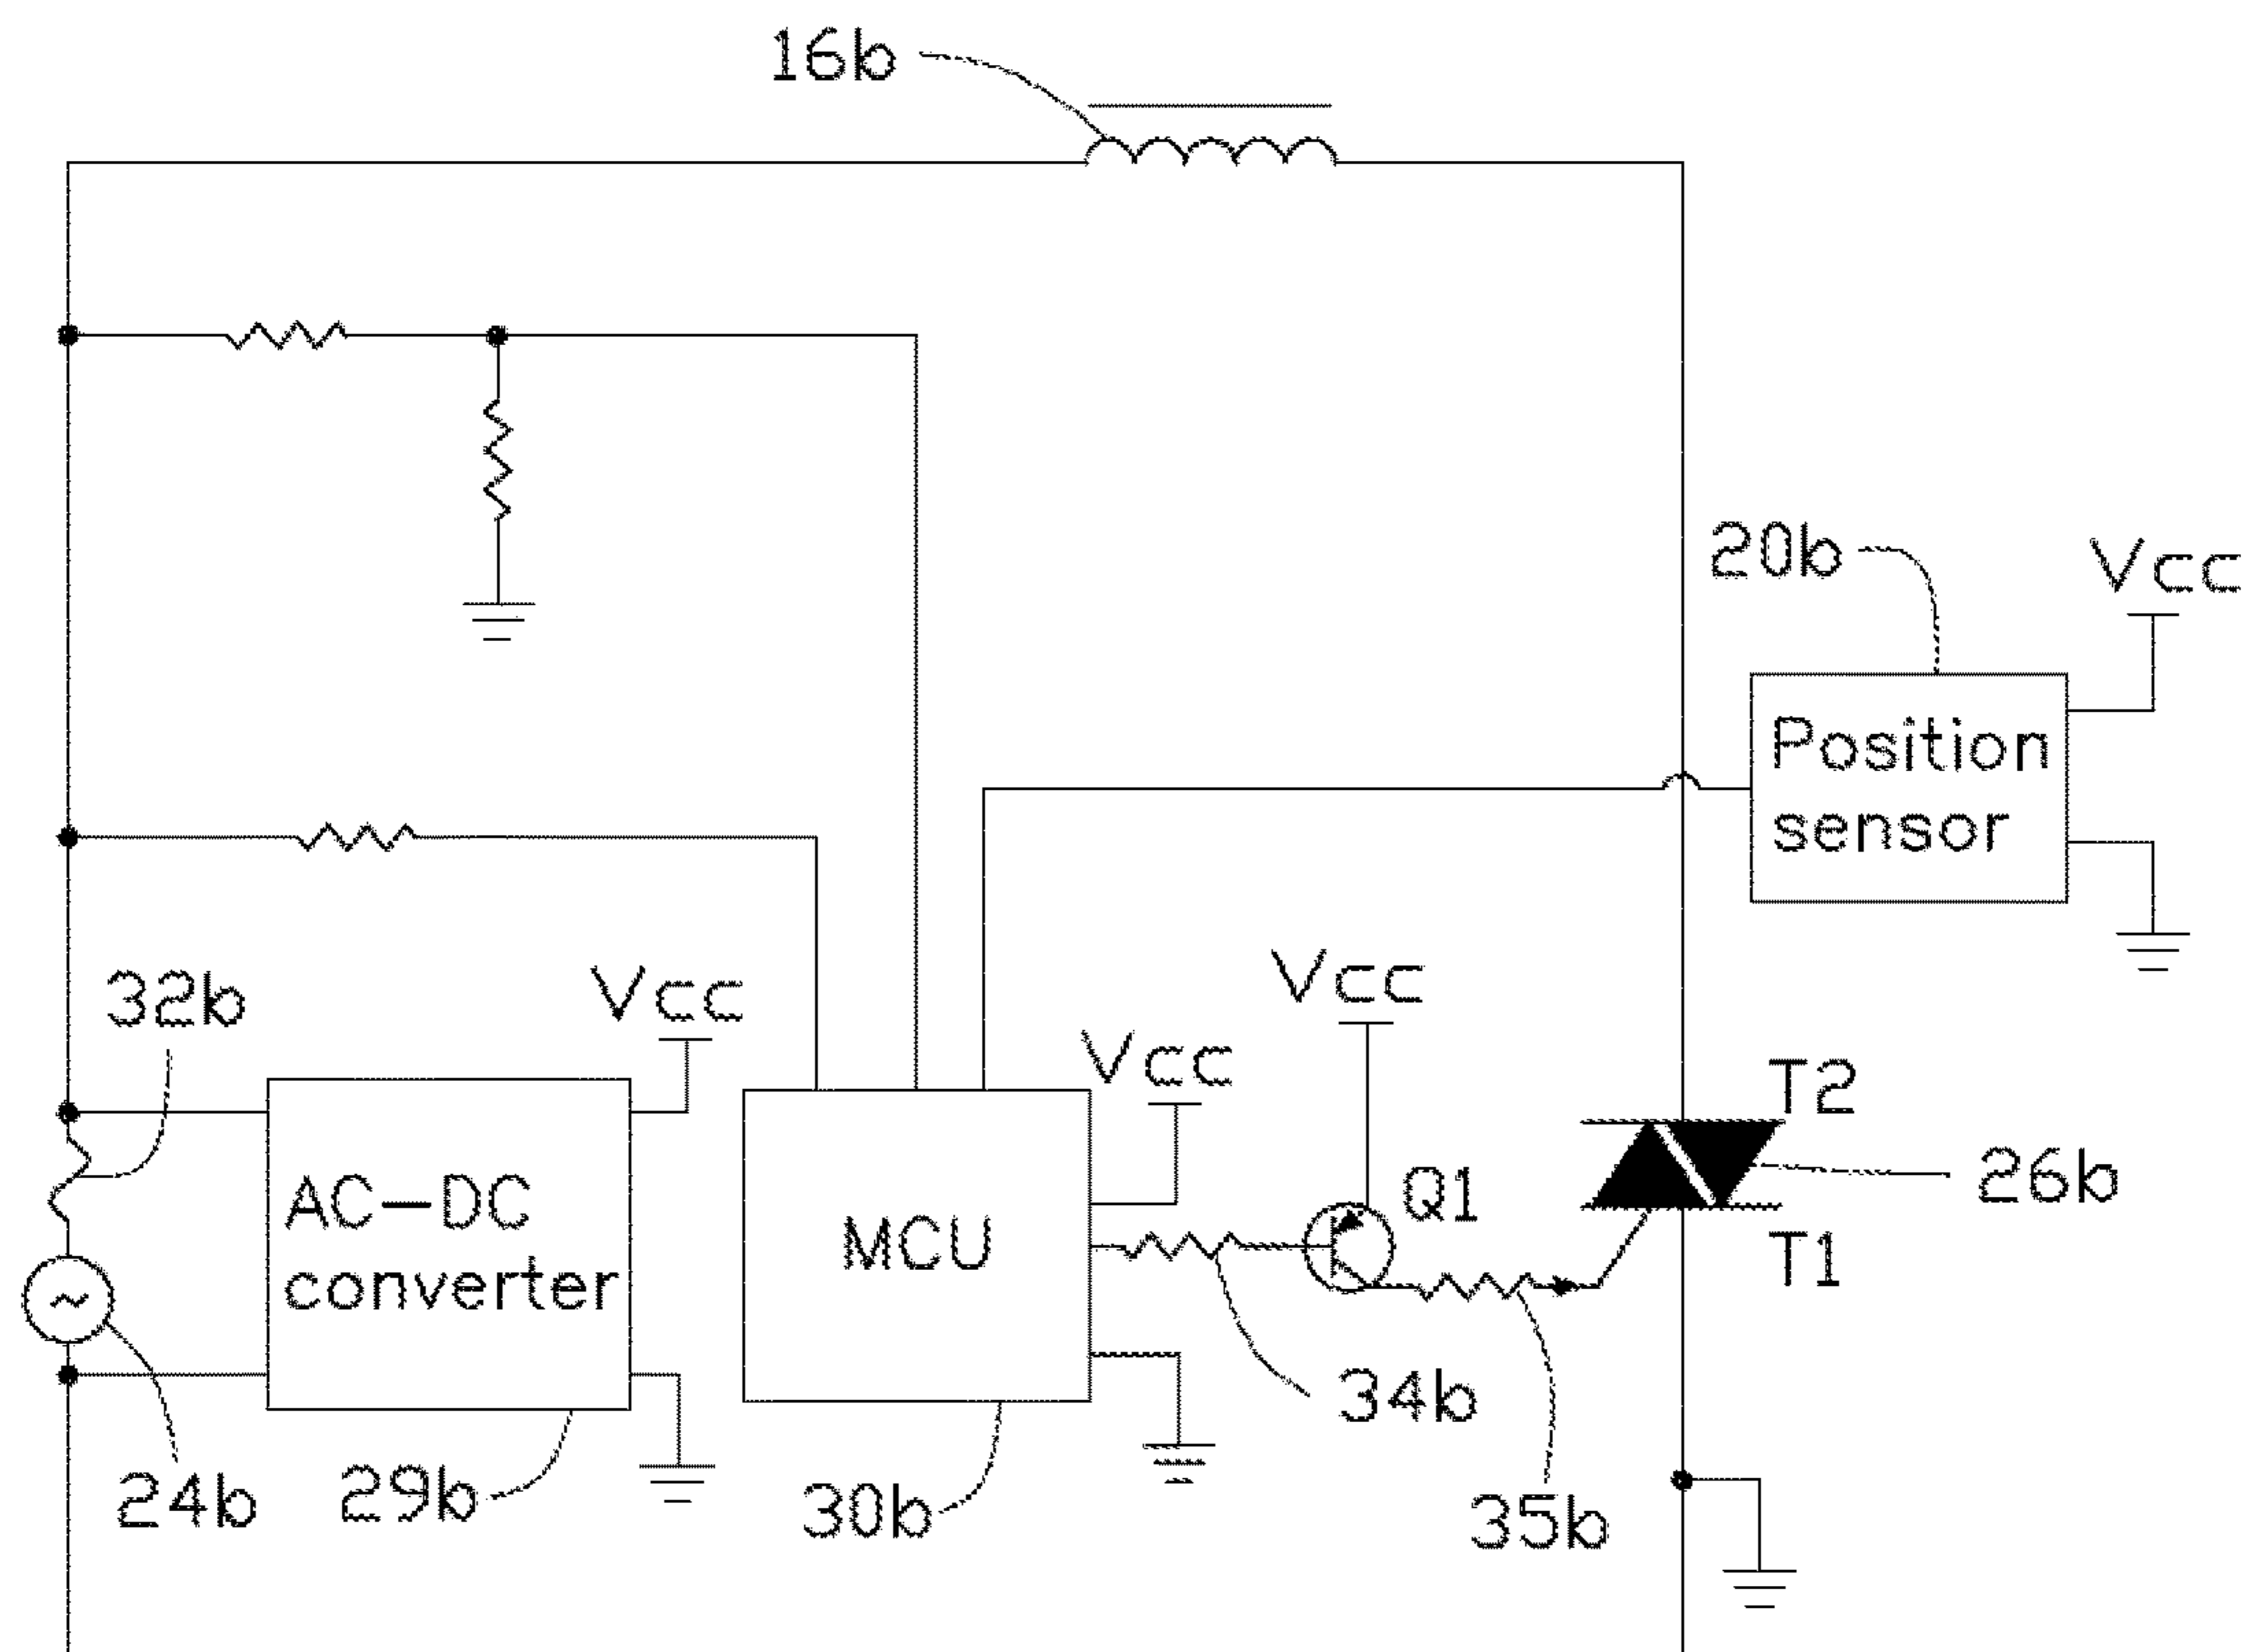 16b
20b
Vcc
Position
sensor
32b
Vcc
Vcc
Vcc
T2
AC-DC
converter
MCU
Q1
26b
T1
~
34b
24b
29b
30b
35b